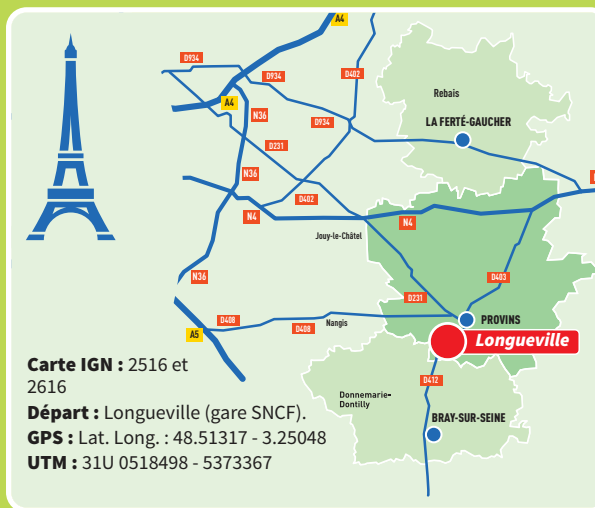 A4
D934
D934
D402
A4
N36
D934
Rebais
LA FERTÉ-GAUCHER
D231
N36
D402
N4
N4
Jouy-le-Châtel
N36
D403
D231
D408
D408
Nangis
A5
PROVINS
Longueville
D412
Donnemarie-
Dontilly
BRAY-SUR-SEINE
Carte IGN : 2516 et
2616
Départ : Longueville (gare SNCF).
GPS : Lat. Long. : 48.51317 - 3.25048
UTM : 31U 0518498 - 5373367